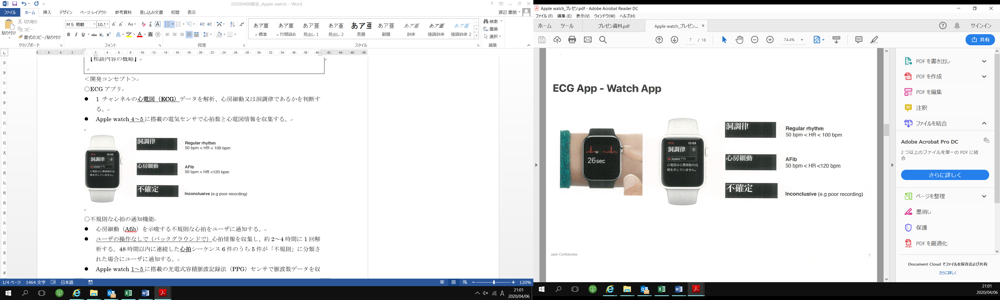 20200408面会_Apple watch - Word
ファイル ホーム 挿入 デザイン ページ レイアウト 参考資料 差し込み文書 校閲 表示
渡辺 慶朋
貼り付け
切り取り
コピー
書式のコピー/貼り付け
クリップボード
ＭＳ 明朝
フォント
段落
あア亜 あア亜 あア亜 あア亜 あア亜 あア亜 あア亜 あア亜 あア亜
標準 行間詰め 見出し 1 見出し 2 表題 副題 斜体 強調斜体 強調斜体 2
スタイル
検索
置換
選択
編集
【相談内容の概略】
＜開発コンセプト＞
○ECG アプリ
● 1 チャンネルの心電図（ECG）データを解析、心房細動又は洞調律であるかを判断す
る。
● Apple watch 4～5 に搭載の電気センサで心拍数と心電図情報を収集する。
ECG 10:09
洞調律
76 BPM 平均
心電図は心房細動の兆
候を示していません。
洞調律
Regular rhythm
50 bpm < HR < 100 bpm
心房細動
AFib
50 bpm < HR <120 bpm
不確定
Inconclusive (e.g poor recording)
○不規則な心拍の通知機能
● 心房細動（Afib）を示唆する不規則な心拍をユーザに通知する。
● ユーザの操作なしで（バックグラウンドで）心拍情報を収集し、約 2～4 時間に 1 回解
析する。48 時間以内に連続した心拍シーケンス 6 件のうち 5 件が「不規則」に分類さ
れた場合にユーザに通知する。
● Apple watch 1～5 に搭載の光電式容積脈波記録法（PPG）センサで脈波数データを収
1/4 ページ 1464 文字 日本語
120%
21:01
2020/04/06
Apple watch_プレゼン.pdf - Adobe Acrobat Reader DC
ファイル (F) 編集 (E) 表示(V) ウィンドウ(W) ヘルプ(H)
ホーム ツール プレゼン資料.pdf Apple watch_プレゼン.... ×
サインイン
7 / 18
74.4%
共有
ECG App - Watch App
26sec
ECG 10:09
洞調律
76 BPM 平均
心電図は心房細動の兆
候を示していません。
洞調律
Regular rhythm
50 bpm < HR < 100 bpm
心房細動
AFib
50 bpm < HR <120 bpm
不確定
Inconclusive (e.g poor recording)
pple Confidential
7
PDF を書き出し
PDF を作成
PDF を編集
注釈
ファイルを結合
Adobe Acrobat Pro DC
2 つ以上のファイルを単一の PDF に結
合
さらに詳しく
ページを整理
墨消し
保護
PDF を最適化
Document Cloud でファイルを保存および共有
さらに詳しく
21:01
2020/04/06